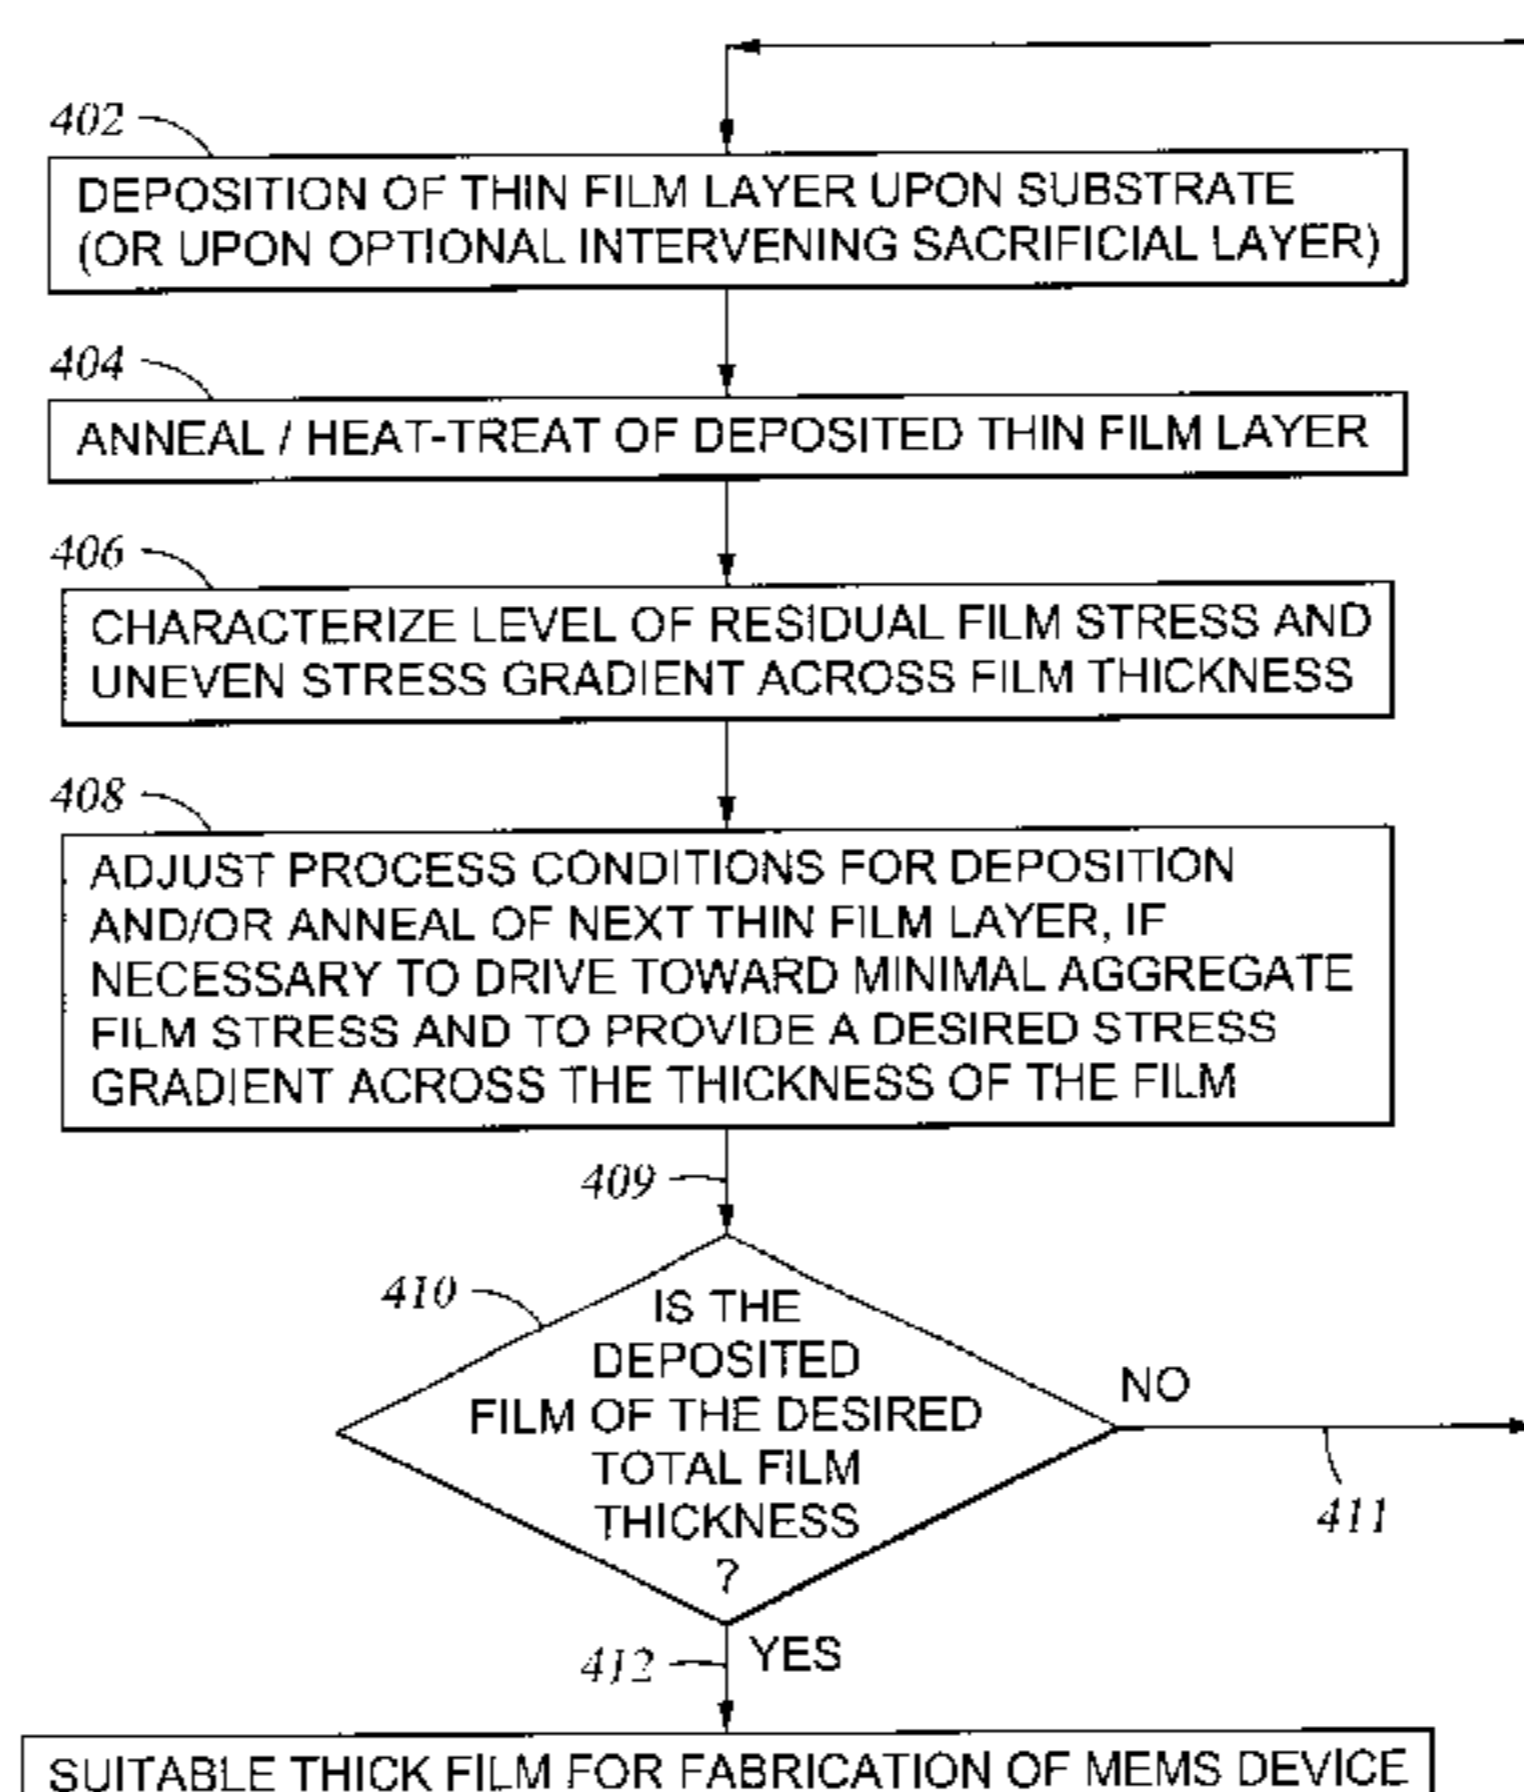 402
DEPOSITION OF THIN FILM LAYER UPON SUBSTRATE
(OR UPON OPTIONAL INTERVENING SACRIFICIAL LAYER)
404
ANNEAL / HEAT-TREAT OF DEPOSITED THIN FILM LAYER
406
CHARACTERIZE LEVEL OF RESIDUAL FILM STRESS AND
UNEVEN STRESS GRADIENT ACROSS FILM THICKNESS
408
ADJUST PROCESS CONDITIONS FOR DEPOSITION
AND/OR ANNEAL OF NEXT THIN FILM LAYER, IF
NECESSARY TO DRIVE TOWARD MINIMAL AGGREGATE
FILM STRESS AND TO PROVIDE A DESIRED STRESS
GRADIENT ACROSS THE THICKNESS OF THE FILM
409
410
IS THE
DEPOSITED
FILM OF THE DESIRED
TOTAL FILM
THICKNESS
?
NO
411
412
YES
SUITABLE THICK FILM FOR FABRICATION OF MEMS DEVICE